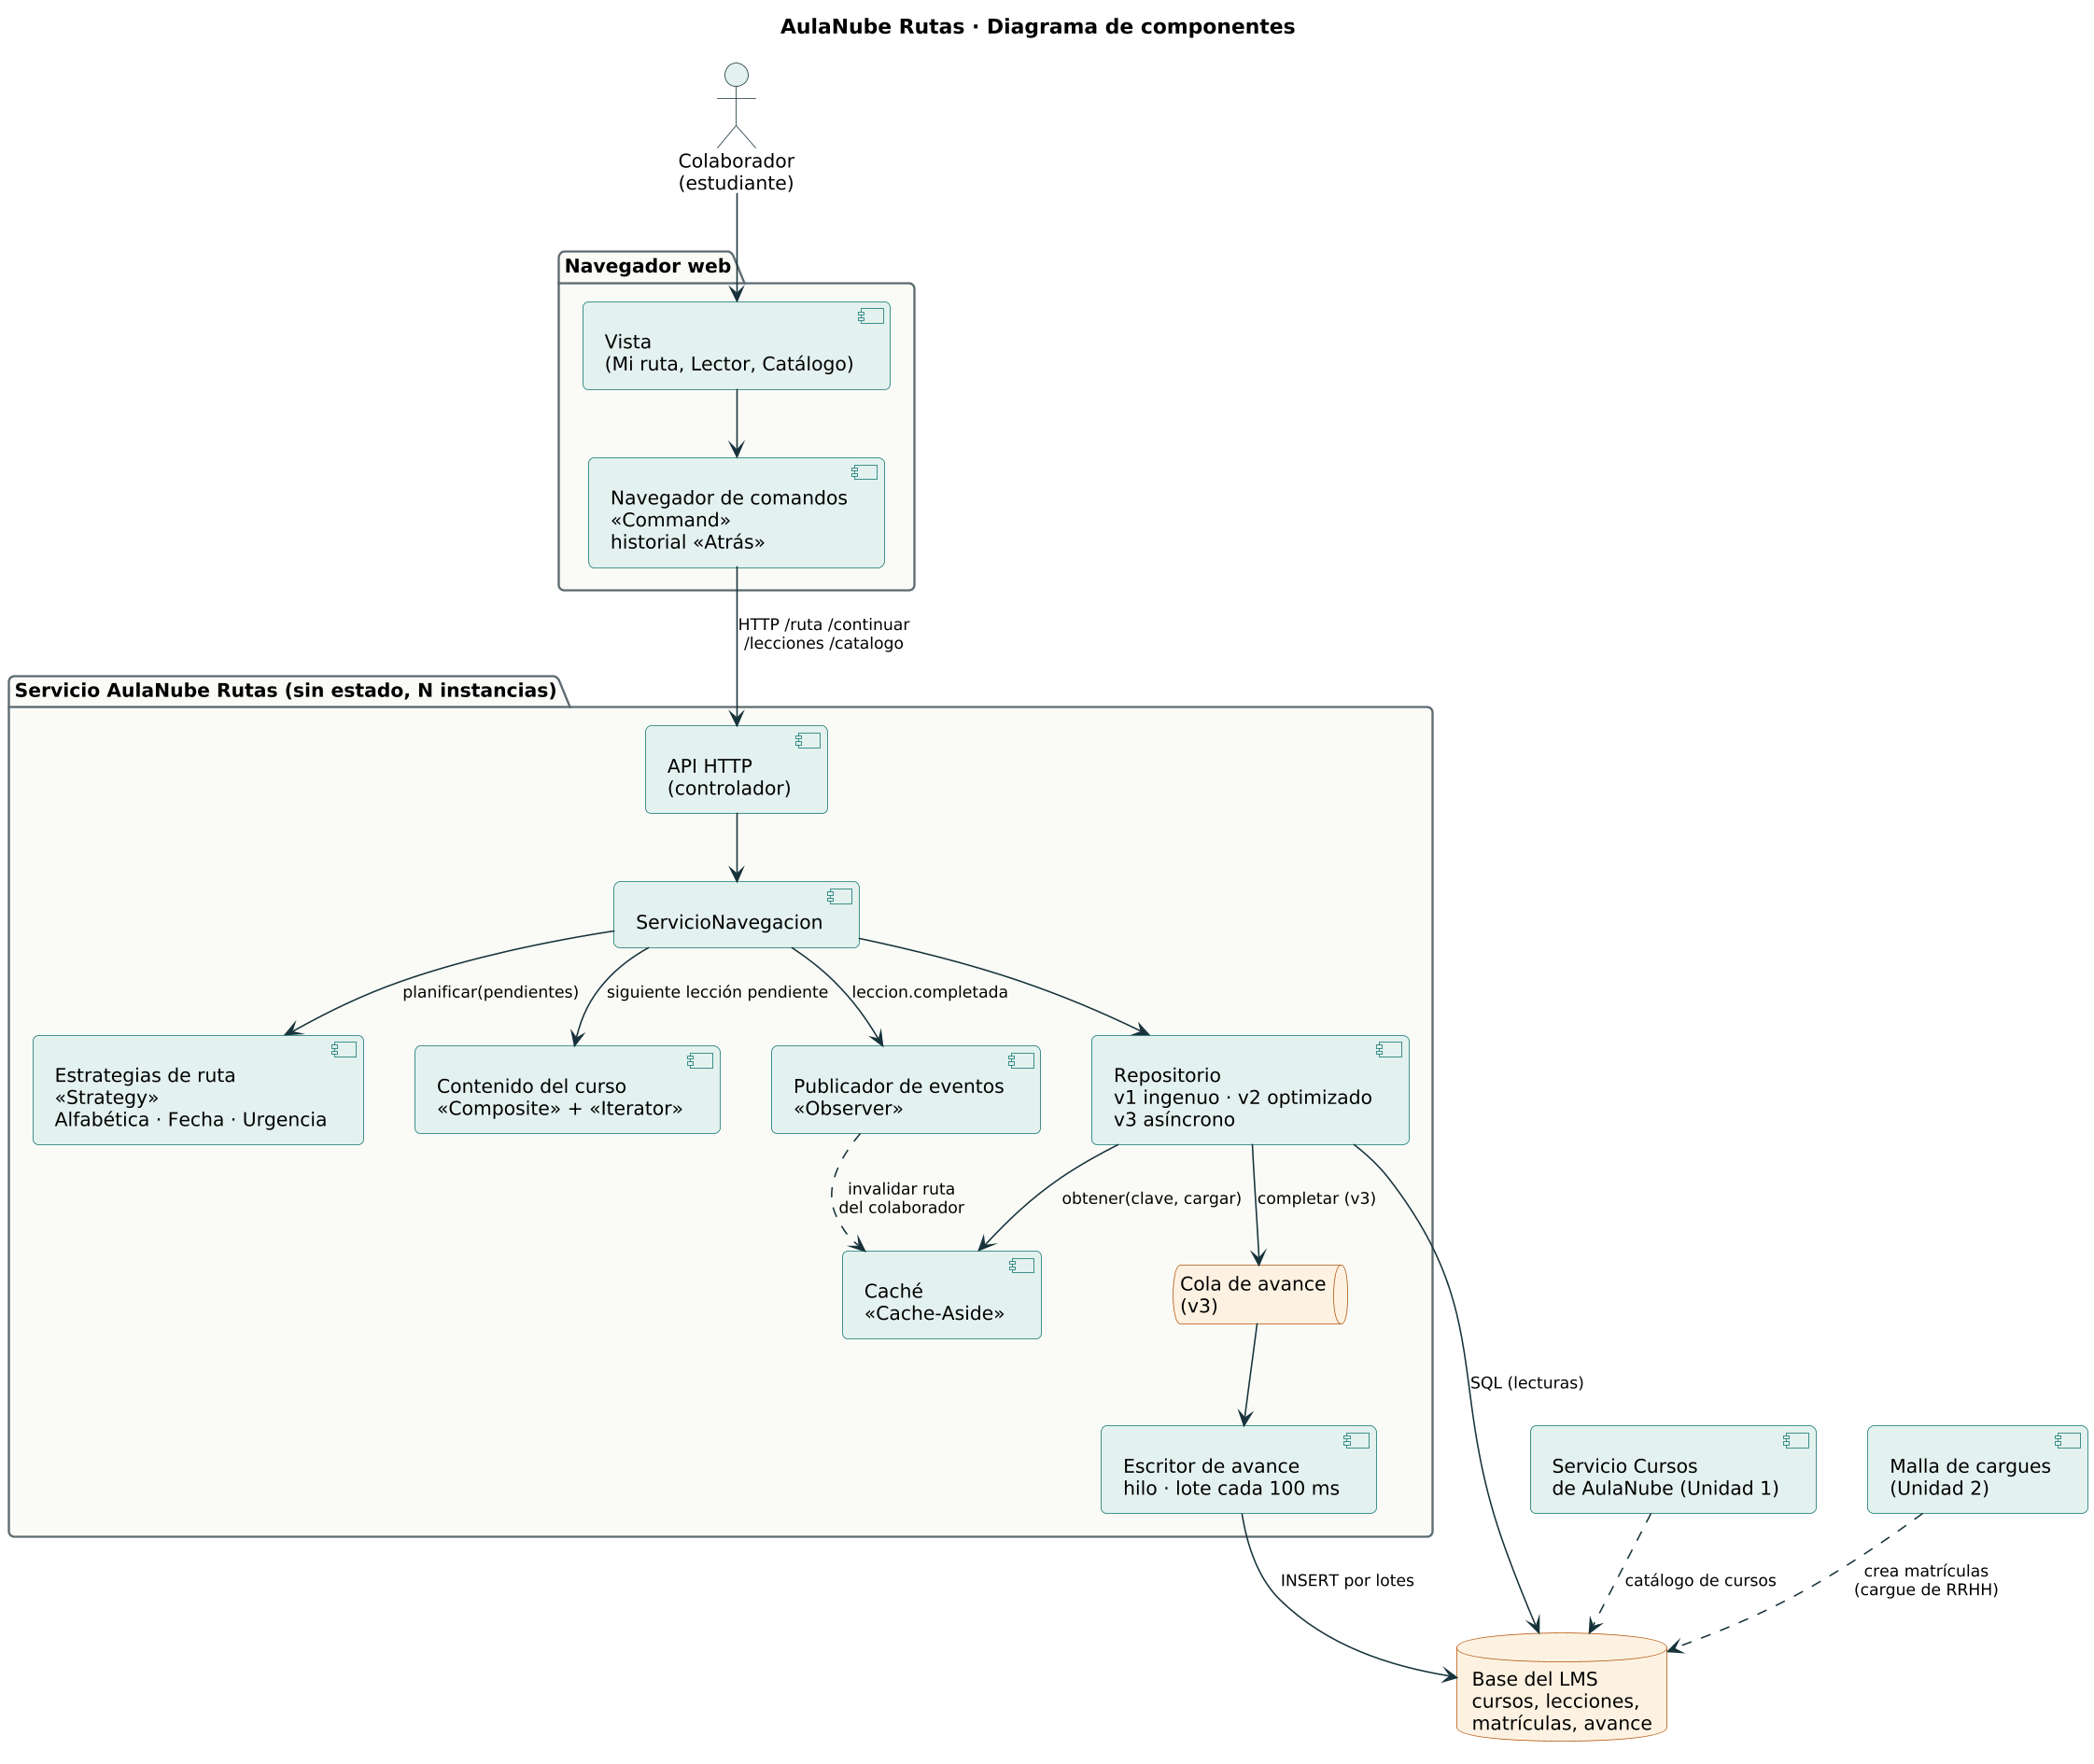 AulaNube Rutas · Diagrama de componentes
Colaborador
(estudiante)
Navegador web
Vista
(Mi ruta, Lector, Catálogo)
Navegador de comandos
«Command»
historial «Atrás»
HTTP /ruta /continuar
/lecciones /catalogo
Servicio AulaNube Rutas (sin estado, N instancias)
API HTTP
(controlador)
ServicioNavegacion
planificar(pendientes)
siguiente lección pendiente
leccion.completada
Estrategias de ruta
«Strategy»
Alfabética · Fecha · Urgencia
Contenido del curso
«Composite» + «Iterator»
Publicador de eventos
«Observer»
Repositorio
v1 ingenuo · v2 optimizado
v3 asíncrono
invalidar ruta
del colaborador
obtener(clave, cargar)
completar (v3)
Caché
«Cache-Aside»
Cola de avance
(v3)
SQL (lecturas)
Escritor de avance
hilo · lote cada 100 ms
Servicio Cursos
de AulaNube (Unidad 1)
Malla de cargues
(Unidad 2)
INSERT por lotes
catálogo de cursos
crea matrículas
(cargue de RRHH)
Base del LMS
cursos, lecciones,
matrículas, avance